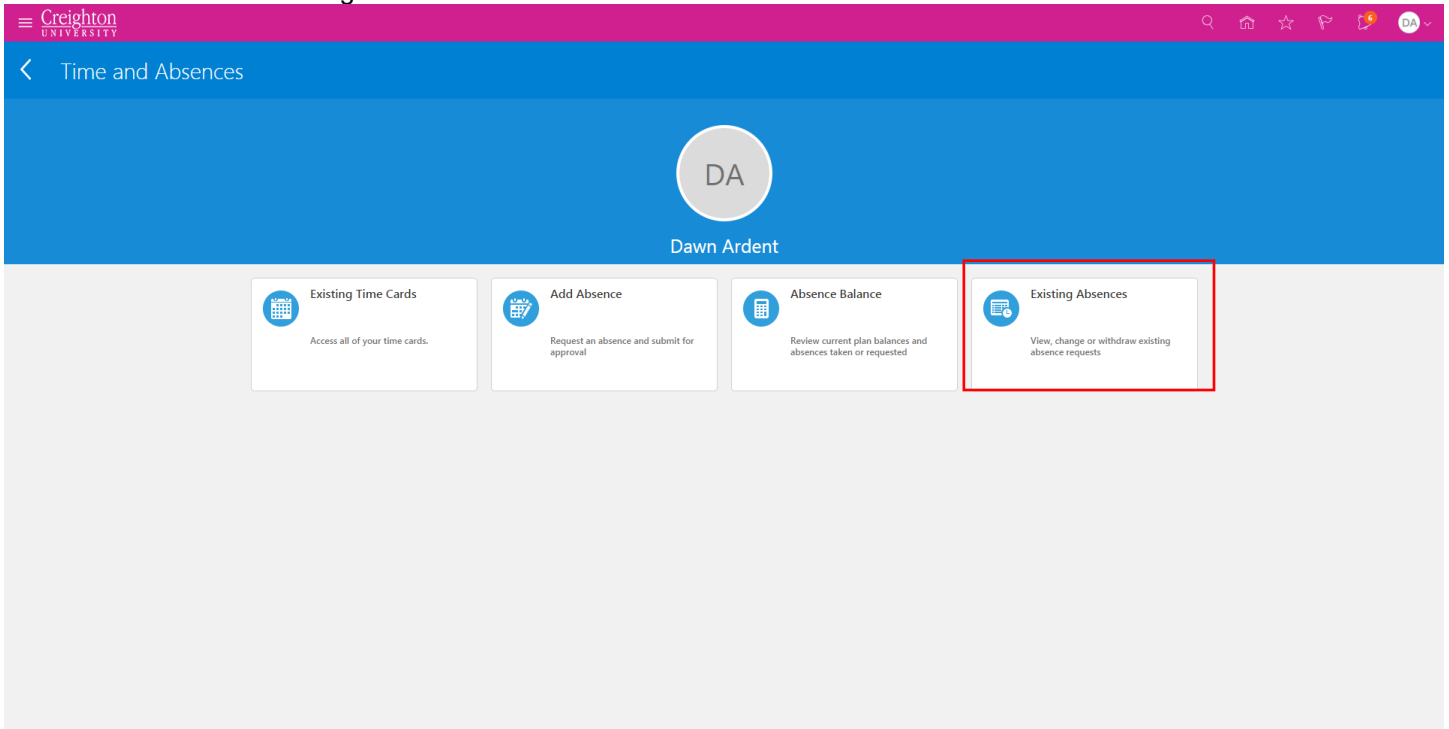 Creighton
UNIVERSITY
6
DA
Time and Absences
DA
Dawn Ardent
Existing Time Cards
Access all of your time cards.
Add Absence
Request an absence and submit for
approval
Absence Balance
Review current plan balances and
absences taken or requested
Existing Absences
View, change or withdraw existing
absence requests